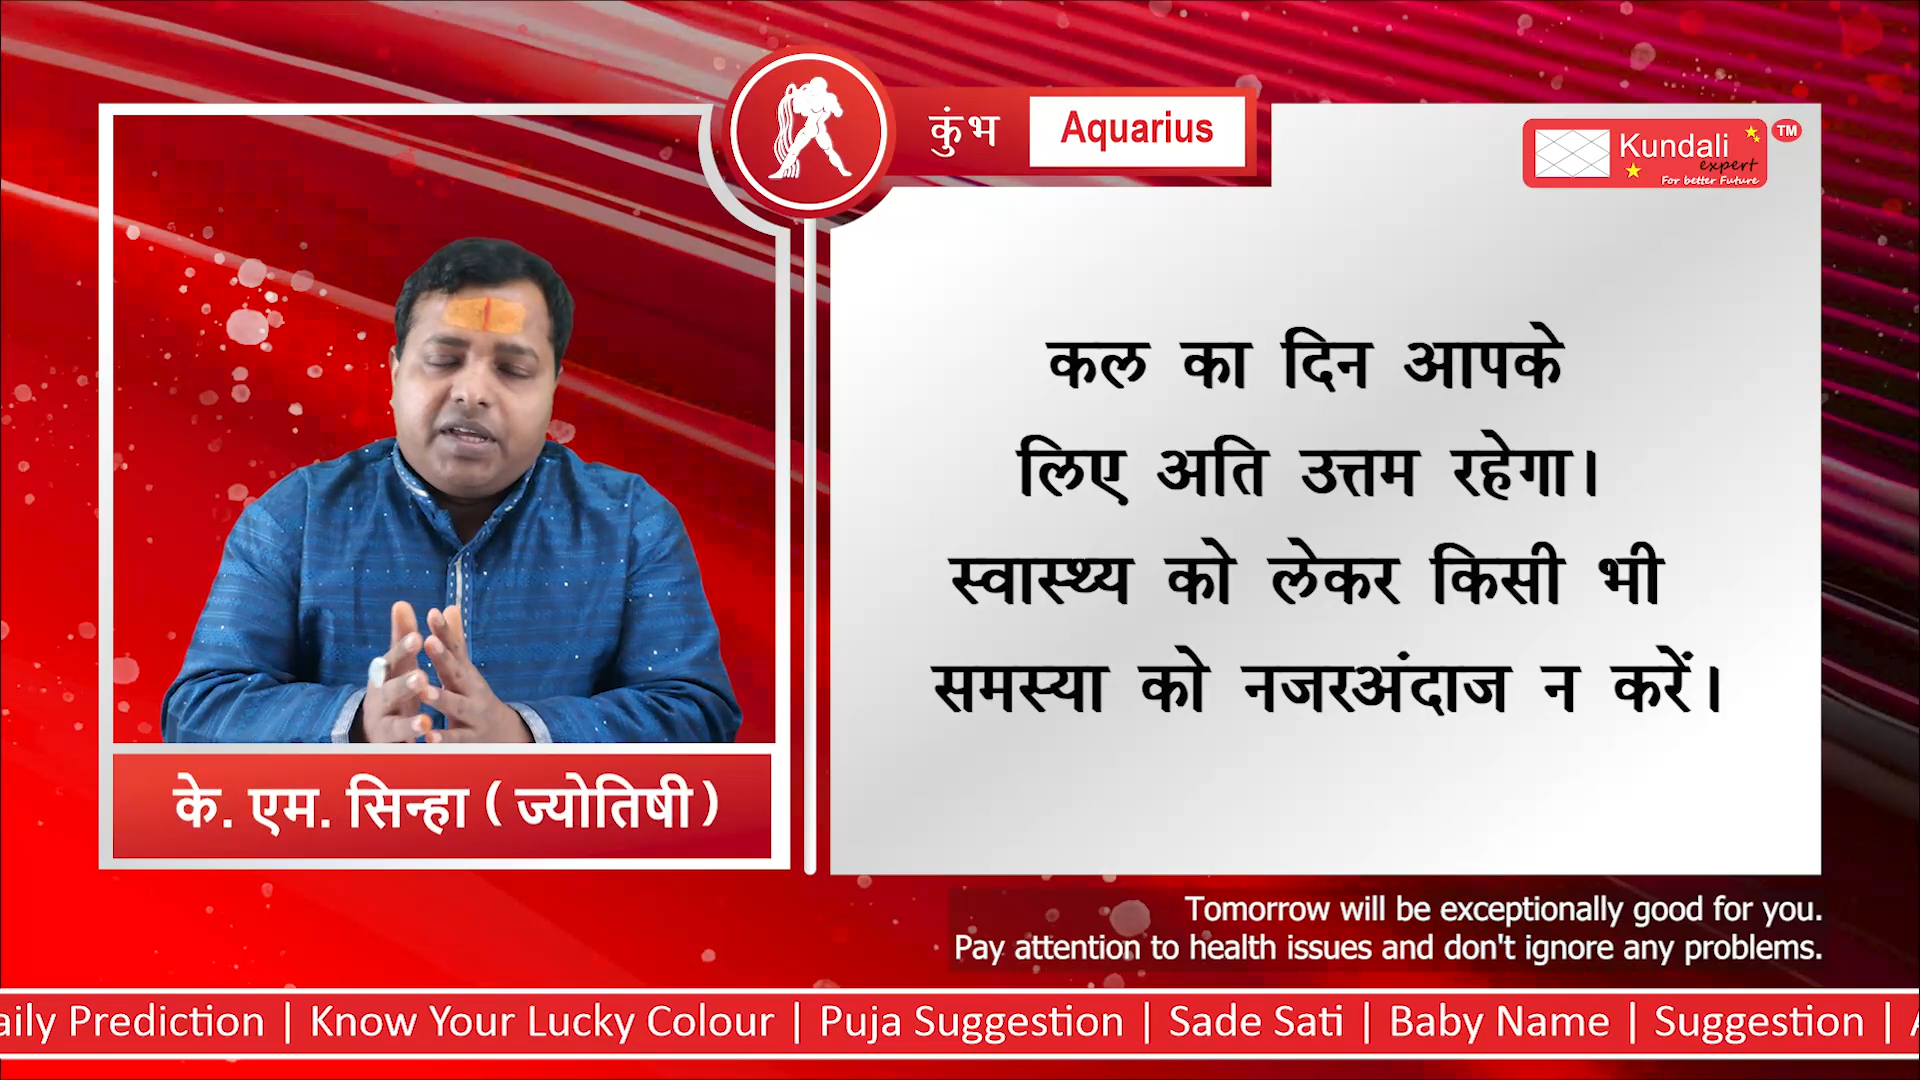 कुंभ
Aquarius
Kundali
TM
expert
For better Future
कल का दिन आपके
लिए अति उत्तम रहेगा।
स्वास्थ्य को लेकर किसी भी
समस्या को नजरअंदाज न करें।
के. एम. सिन्हा (ज्योतिषी)
Tomorrow will be exceptionally good for you.
Pay attention to health issues and don't ignore any problems.
aily Prediction | Know Your Lucky Colour | Puja Suggestion | Sade Sati | Baby Name | Suggestion |